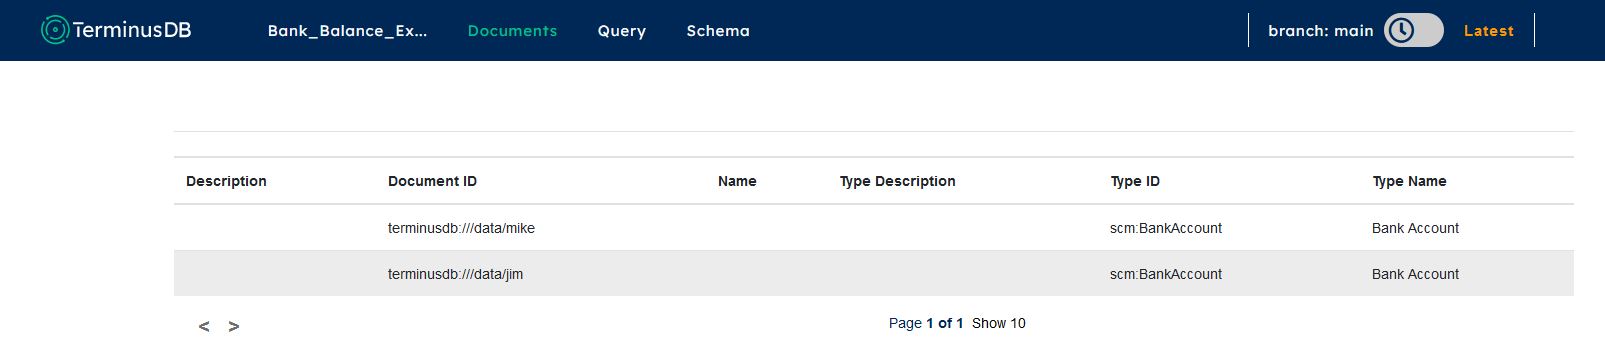 TerminusDB Bank_Balance_Ex... Documents Query Schema branch: main Latest
Description Document ID Name Type Description Type ID Type Name
terminusdb:///data/mike scm:BankAccount Bank Account
terminusdb:///data/jim scm:BankAccount Bank Account
< > Page 1 of 1 Show 10